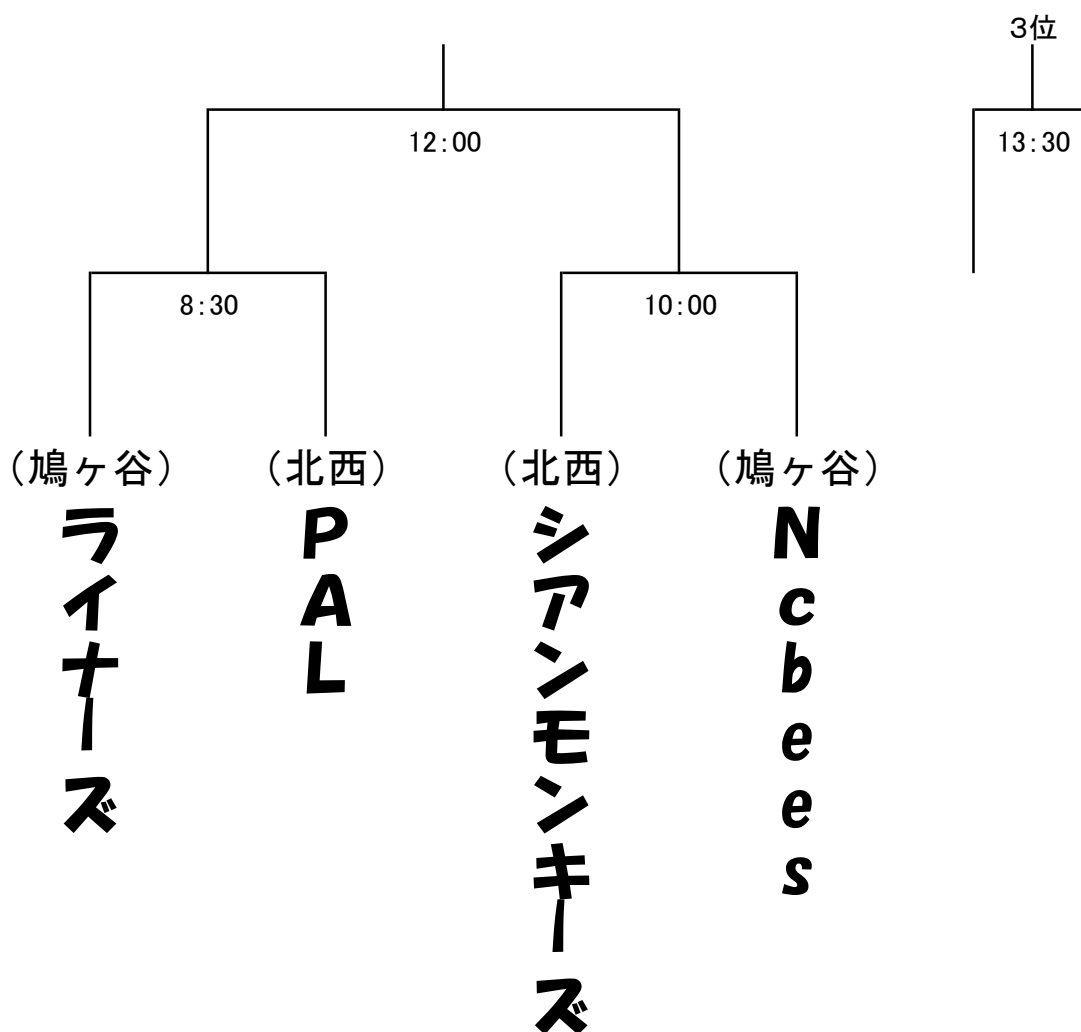 3位
12:00
13:30
8:30
10:00
（鳩ヶ谷）
（北西）
（北西）
（鳩ヶ谷）
ライナーズ
PAL
シアンモンキーズ
Ncbees